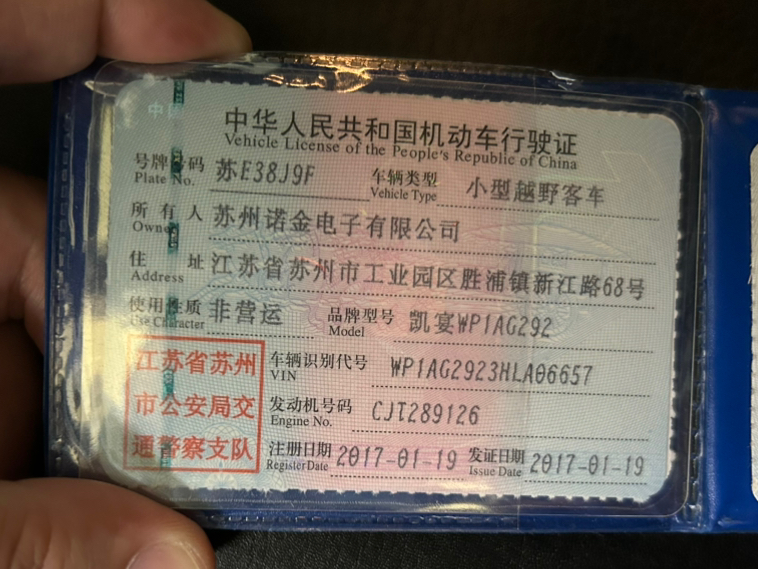 中华人民共和国机动车行驶证
Vehicle License of the People's Republic of China
号牌号码 苏E38J9F 车辆类型 小型越野客车
Plate No. Vehicle Type
所有人 苏州诺金电子有限公司
Owner
住址 江苏省苏州市工业园区胜浦镇新江路68号
Address
使用性质 非营运 品牌型号 凯宴WP1AG292
Use Character Model
江苏省苏州
市公安局交
通警察支队
车辆识别代号 WP1AG2923HLA06657
VIN
发动机号码 CJT289126
Engine No.
注册日期 2017-01-19 发证日期 2017-01-19
Register Date Issue Date